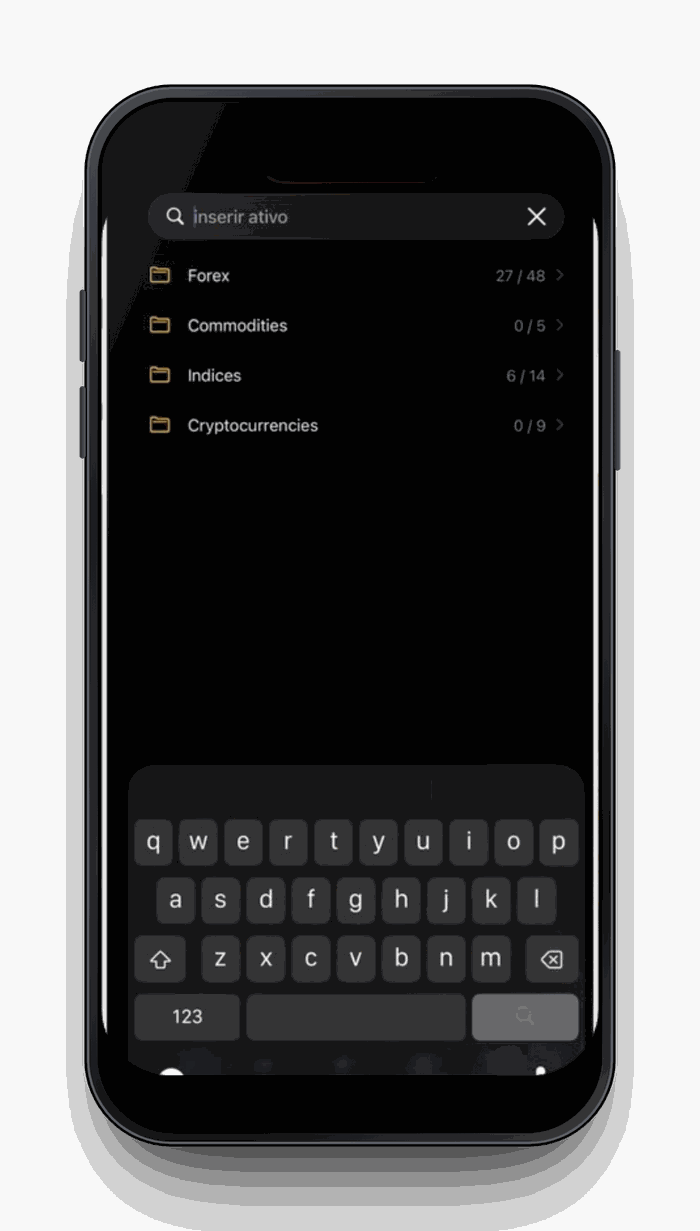 inserir ativo
Forex 27 / 48
Commodities 0 / 5
Indices 6 / 14
Cryptocurrencies 0 / 9
q w e r t y u i o p
a s d f g h j k l
z x c v b n m
123